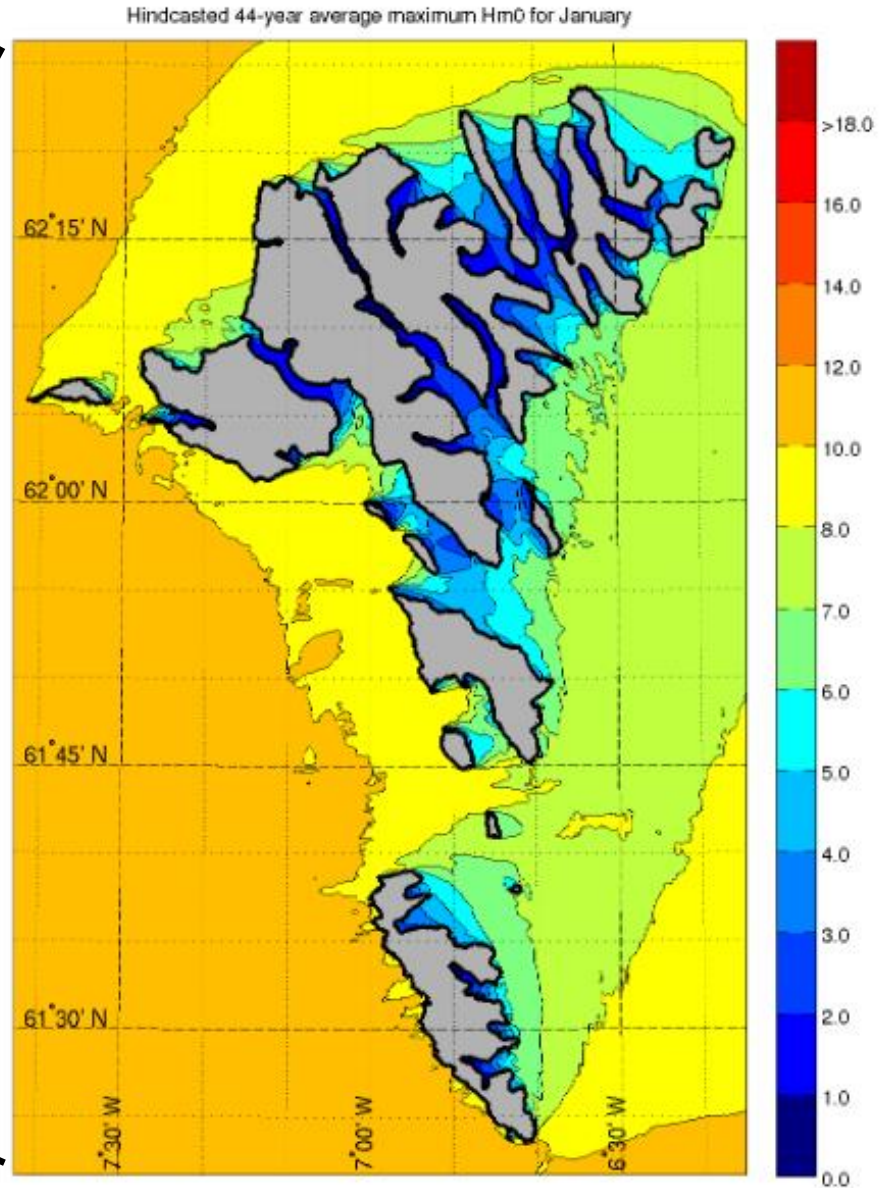 Hindcasted 44-year average maximum Hm0 for January
62°15' N
62°00' N
61°45' N
61°30' N
7°30' W
7°00' W
6°30' W
>18.0
16.0
14.0
12.0
10.0
8.0
7.0
6.0
5.0
4.0
3.0
2.0
1.0
0.0